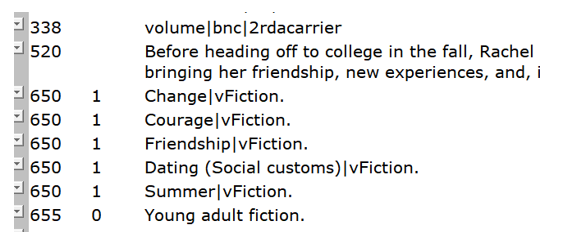 338 volume|bnc|2rdacarrier
520 Before heading off to college in the fall, Rachel
bringing her friendship, new experiences, and, i
650 1 Change|vFiction.
650 1 Courage|vFiction.
650 1 Friendship|vFiction.
650 1 Dating (Social customs)|vFiction.
650 1 Summer|vFiction.
655 0 Young adult fiction.